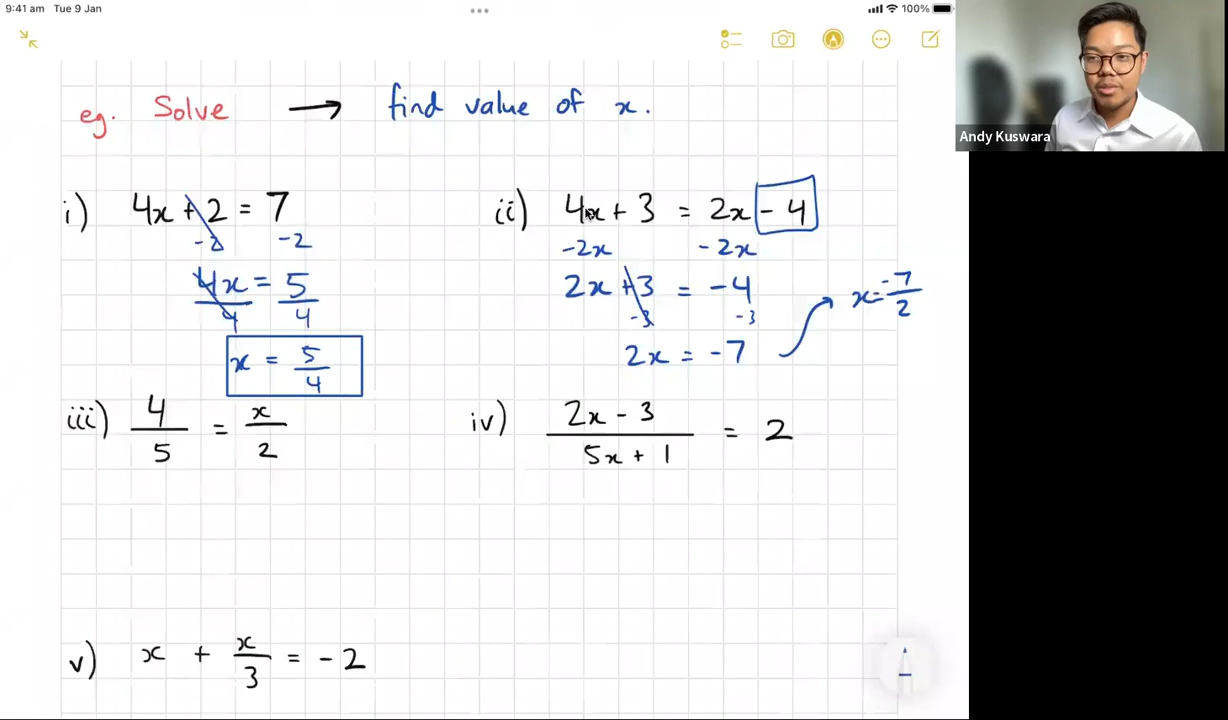 9:41 am Tue 9 Jan
100%
Andy Kuswara
eg. Solve → find value of x.
i) 4x + 2 = 7
-2 -2
4x = 5
4 4
x = 5/4
ii) 4x + 3 = 2x - 4
-2x -2x
2x + 3 = -4
-3 -3
2x = -7
x = -7/2
iii) 4/5 = x/2
iv) (2x - 3)/(5x + 1) = 2
v) x + x/3 = -2